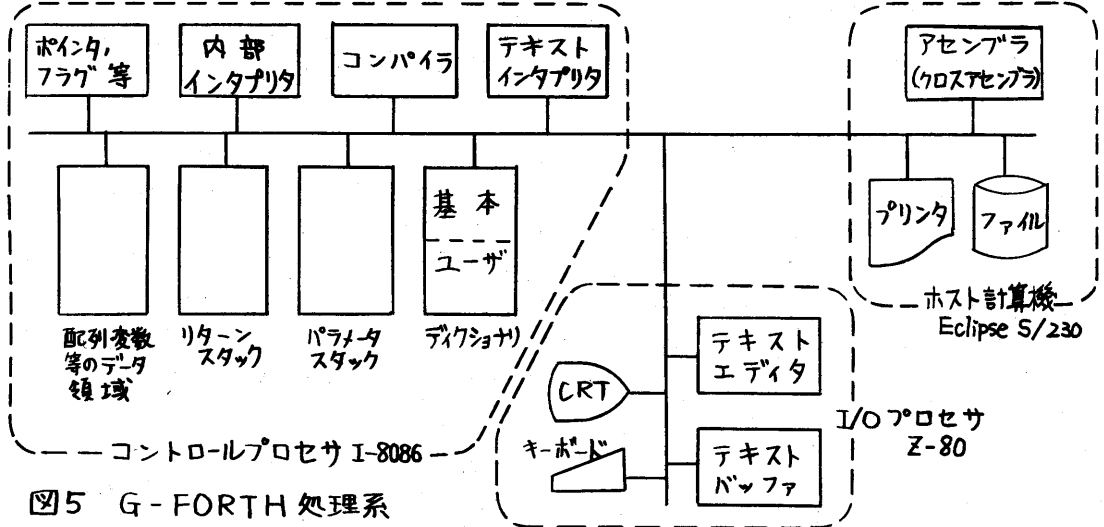 ポインタ,
フラグ等
内部
インタプリタ
コンパイラ
テキスト
インタプリタ
アセンブラ
(クロスアセンブラ)
基本
ユーザ
プリンタ
ファイル
配列変数
等のデータ
領域
リターン
スタック
パラメータ
スタック
ディクショナリ
ホスト計算機
Eclipse S/230
テキスト
エディタ
CRT
I/Oプロセサ
Z-80
キーボード
テキスト
バッファ
コントロールプロセサ I-8086
図5 G-FORTH処理系